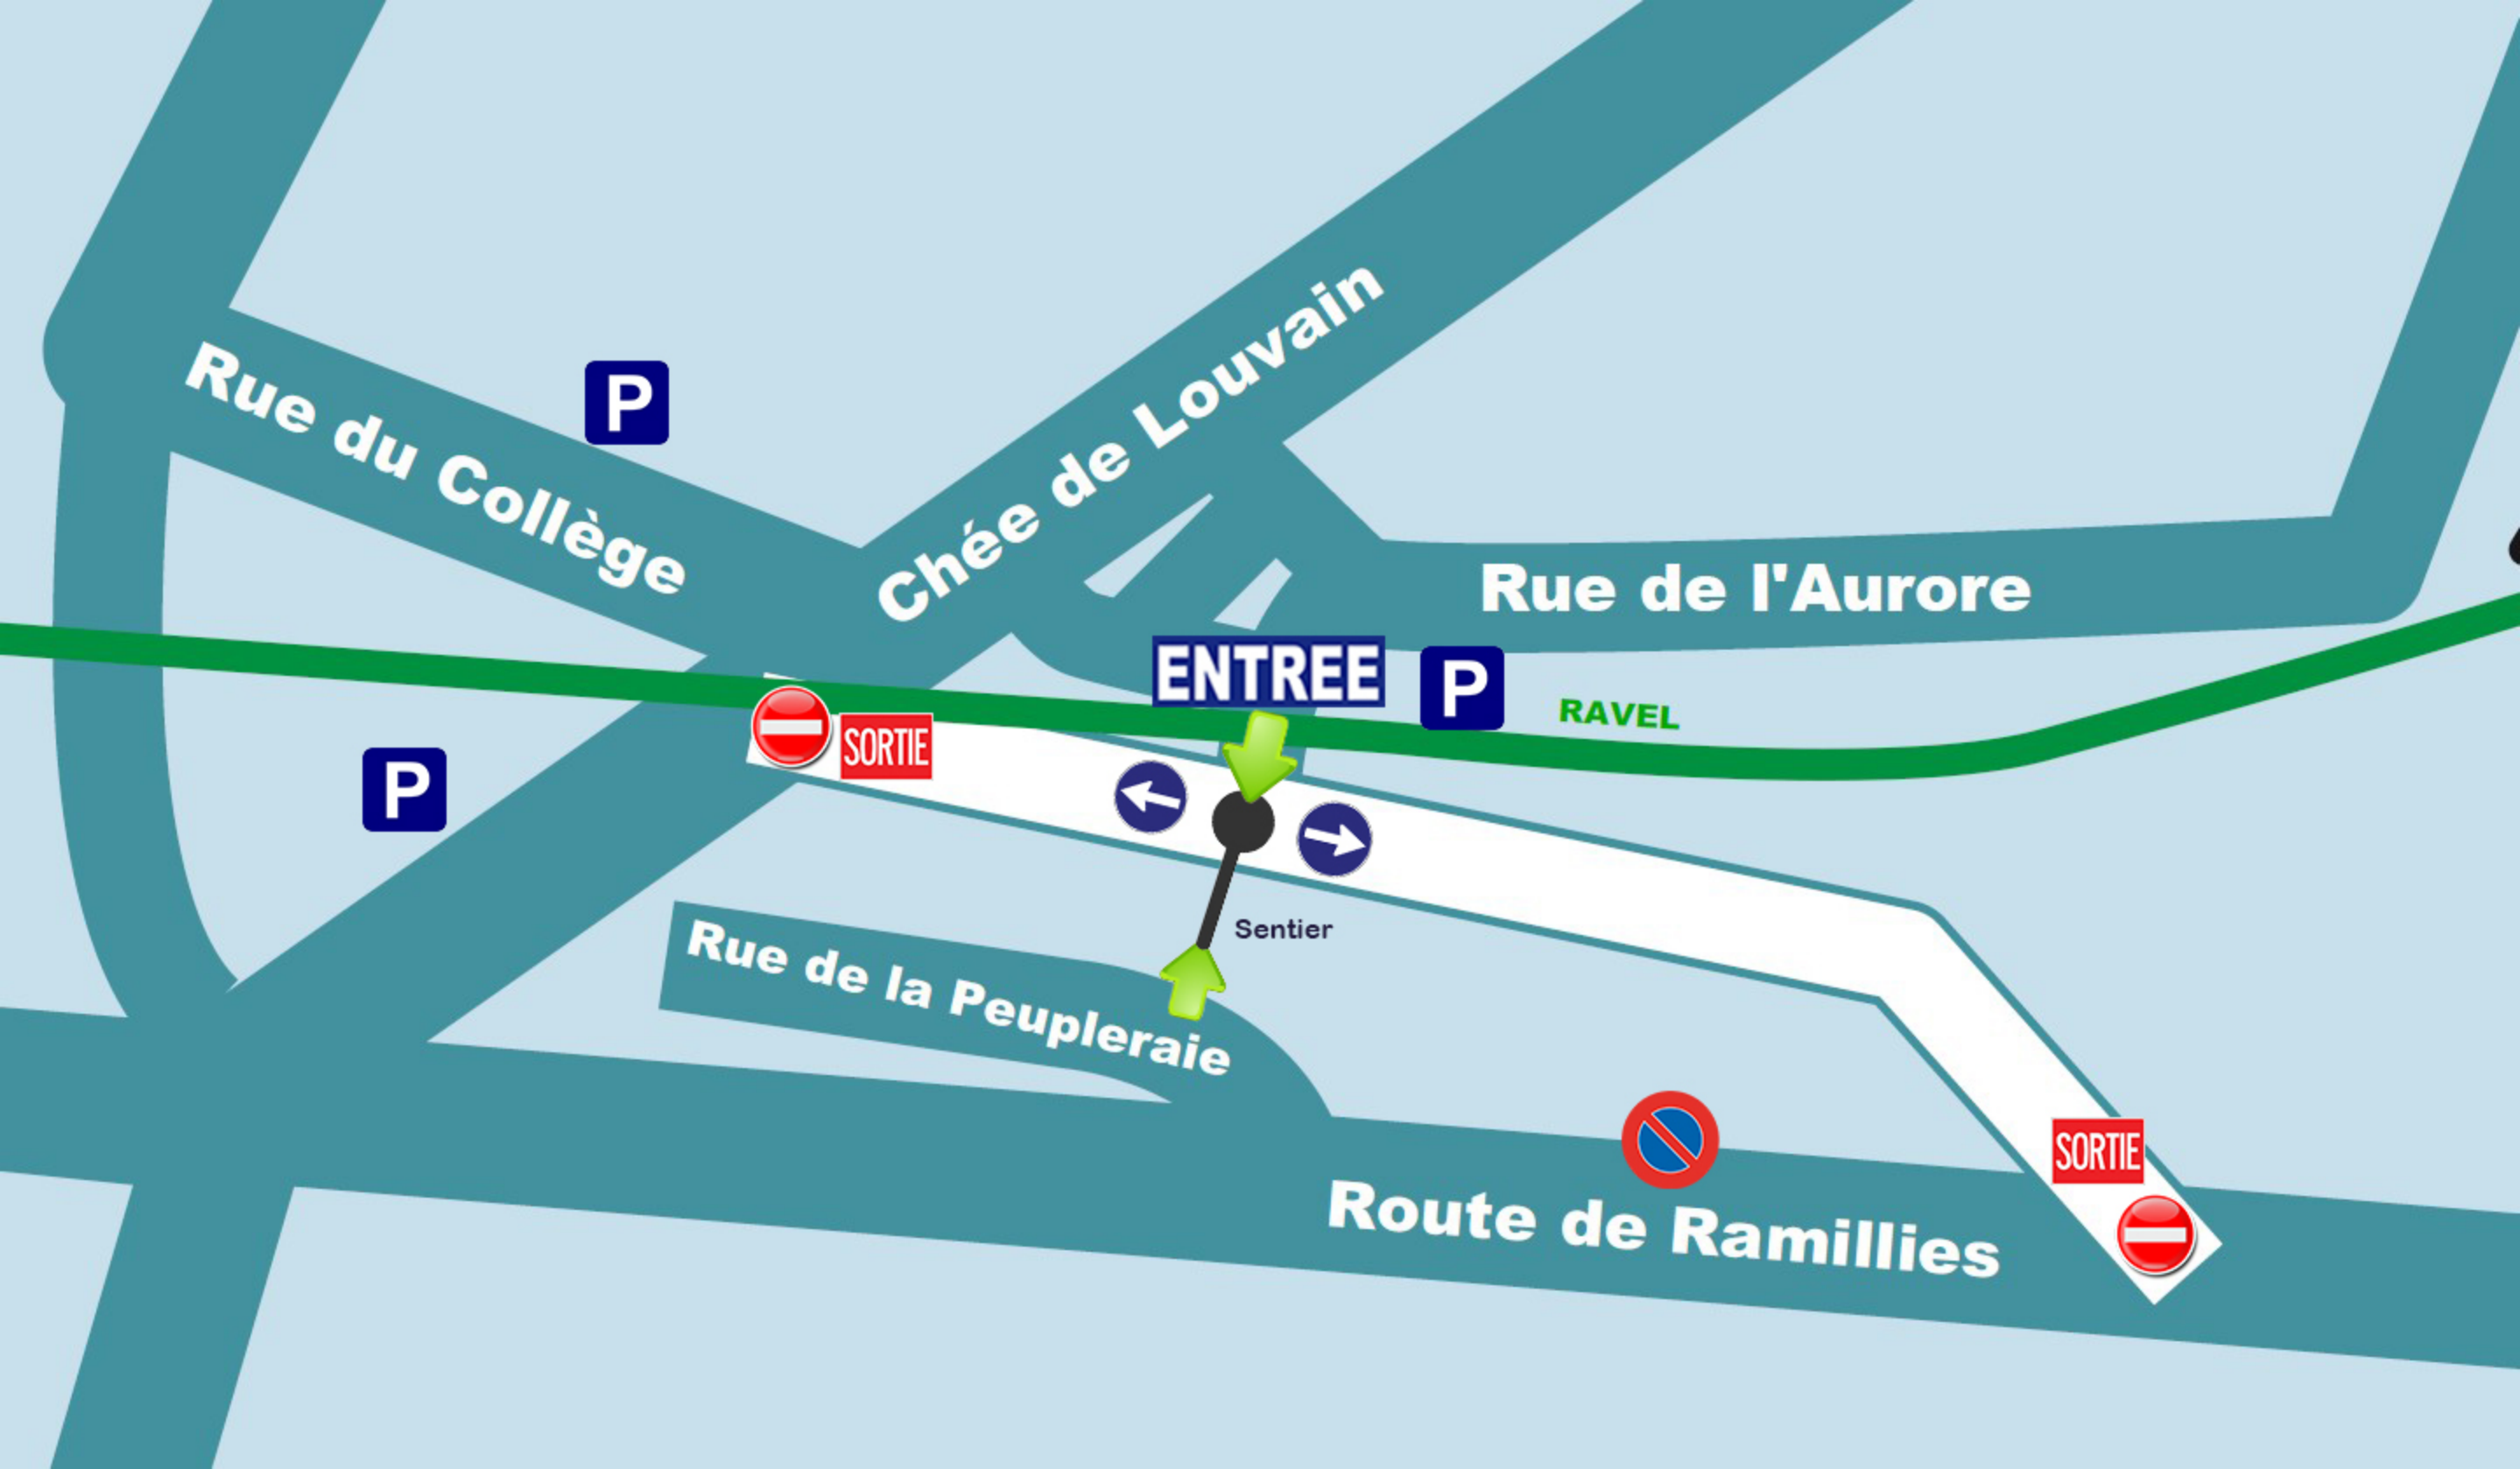 Rue du Collège
P
Chée de Louvain
Rue de l'Aurore
ENTREE
P
RAVEL
SORTIE
P
Sentier
Rue de la Peupleraie
SORTIE
Route de Ramillies